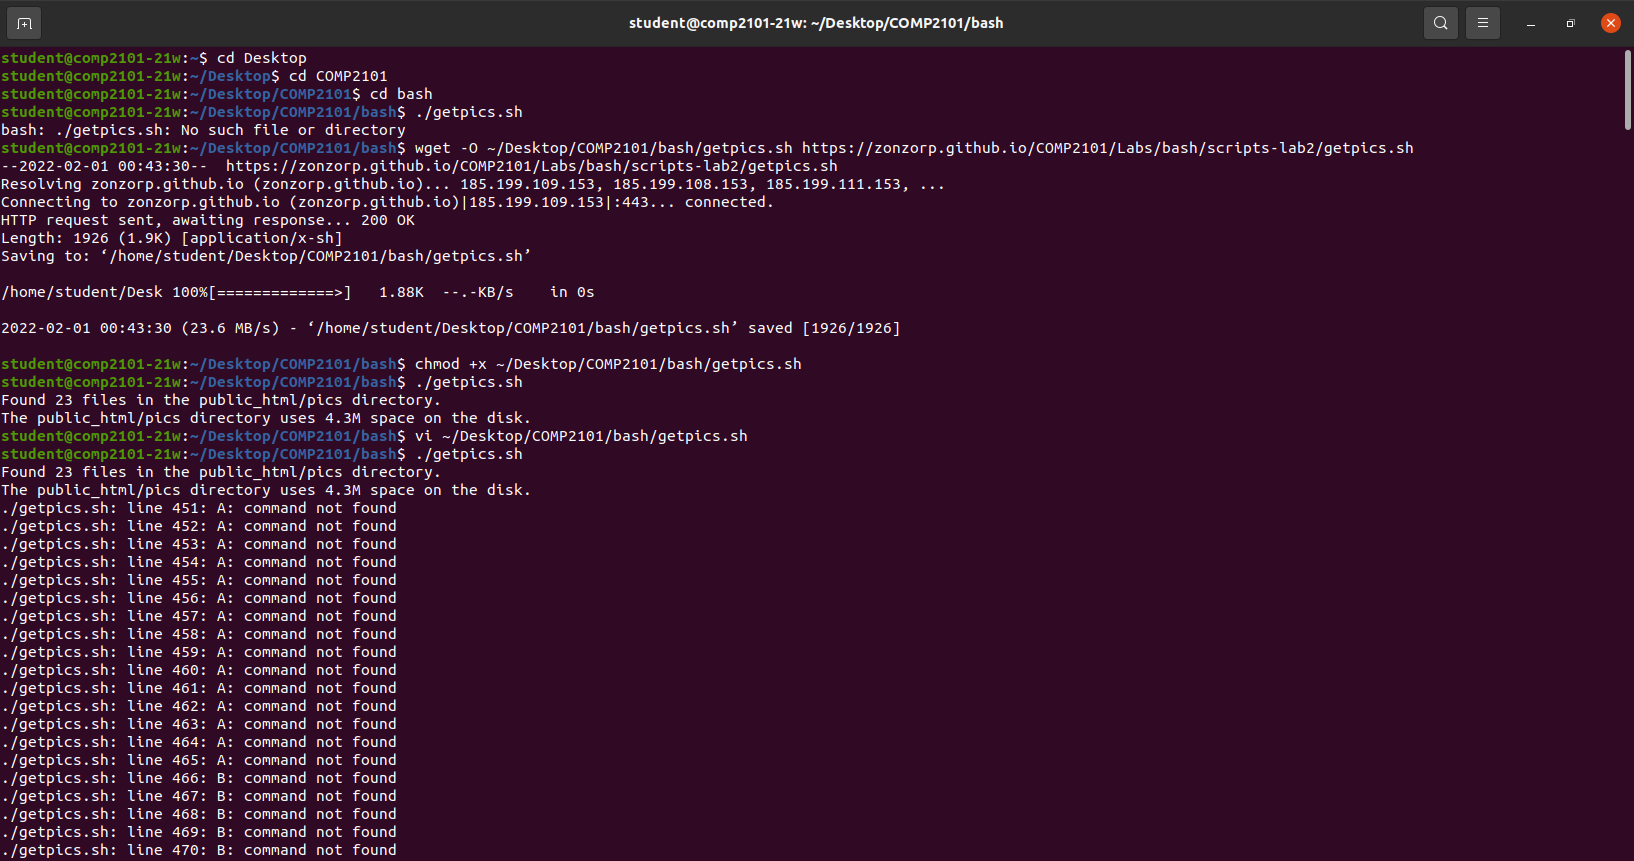 student@comp2101-21w: ~/Desktop/COMP2101/bash
student@comp2101-21w:~$ cd Desktop
student@comp2101-21w:~/Desktop$ cd COMP2101
student@comp2101-21w:~/Desktop/COMP2101$ cd bash
student@comp2101-21w:~/Desktop/COMP2101/bash$ ./getpics.sh
bash: ./getpics.sh: No such file or directory
student@comp2101-21w:~/Desktop/COMP2101/bash$ wget -O ~/Desktop/COMP2101/bash/getpics.sh https://zonzorp.github.io/COMP2101/Labs/bash/scripts-lab2/getpics.sh
--2022-02-01 00:43:30--  https://zonzorp.github.io/COMP2101/Labs/bash/scripts-lab2/getpics.sh
Resolving zonzorp.github.io (zonzorp.github.io)... 185.199.109.153, 185.199.108.153, 185.199.111.153, ...
Connecting to zonzorp.github.io (zonzorp.github.io)|185.199.109.153|:443... connected.
HTTP request sent, awaiting response... 200 OK
Length: 1926 (1.9K) [application/x-sh]
Saving to: ‘/home/student/Desktop/COMP2101/bash/getpics.sh’
/home/student/Desk 100%[=============>]   1.88K  --.-KB/s    in 0s
2022-02-01 00:43:30 (23.6 MB/s) - ‘/home/student/Desktop/COMP2101/bash/getpics.sh’ saved [1926/1926]
student@comp2101-21w:~/Desktop/COMP2101/bash$ chmod +x ~/Desktop/COMP2101/bash/getpics.sh
student@comp2101-21w:~/Desktop/COMP2101/bash$ ./getpics.sh
Found 23 files in the public_html/pics directory.
The public_html/pics directory uses 4.3M space on the disk.
student@comp2101-21w:~/Desktop/COMP2101/bash$ vi ~/Desktop/COMP2101/bash/getpics.sh
student@comp2101-21w:~/Desktop/COMP2101/bash$ ./getpics.sh
Found 23 files in the public_html/pics directory.
The public_html/pics directory uses 4.3M space on the disk.
./getpics.sh: line 451: A: command not found
./getpics.sh: line 452: A: command not found
./getpics.sh: line 453: A: command not found
./getpics.sh: line 454: A: command not found
./getpics.sh: line 455: A: command not found
./getpics.sh: line 456: A: command not found
./getpics.sh: line 457: A: command not found
./getpics.sh: line 458: A: command not found
./getpics.sh: line 459: A: command not found
./getpics.sh: line 460: A: command not found
./getpics.sh: line 461: A: command not found
./getpics.sh: line 462: A: command not found
./getpics.sh: line 463: A: command not found
./getpics.sh: line 464: A: command not found
./getpics.sh: line 465: A: command not found
./getpics.sh: line 466: B: command not found
./getpics.sh: line 467: B: command not found
./getpics.sh: line 468: B: command not found
./getpics.sh: line 469: B: command not found
./getpics.sh: line 470: B: command not found